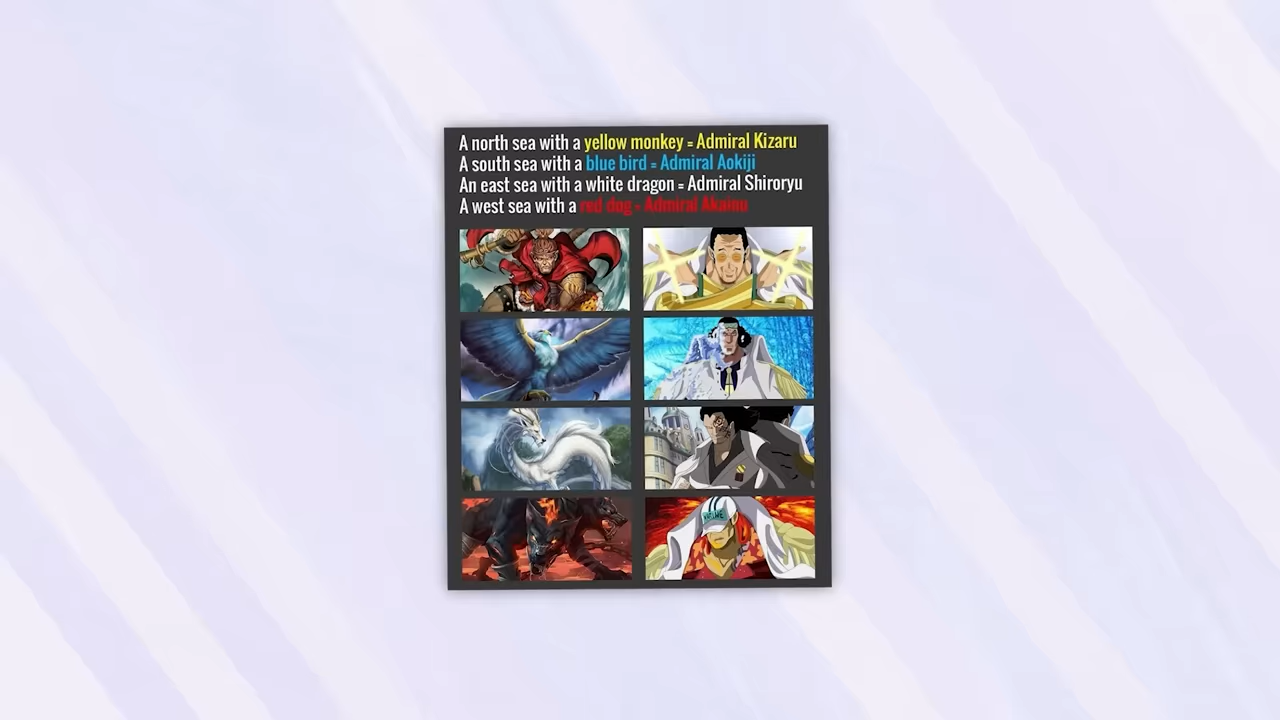 A north sea with a yellow monkey = Admiral Kizaru
A south sea with a blue bird = Admiral Aokiji
An east sea with a white dragon = Admiral Shiroryu
A west sea with a red dog = Admiral Akainu
MARINE